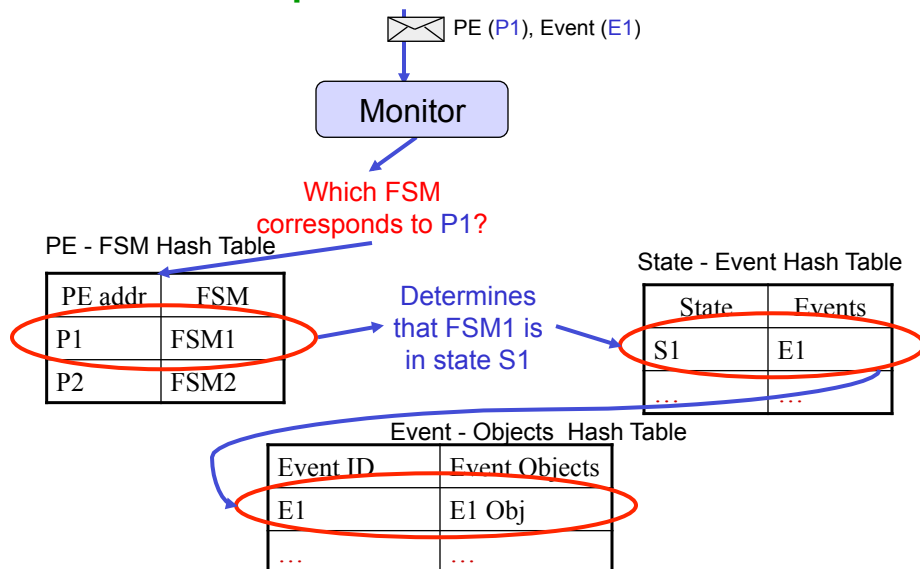 PE (P1), Event (E1)
Monitor
Which FSM
corresponds to P1?
PE - FSM Hash Table
PE addr FSM
P1 FSM1
P2 FSM2
Determines
that FSM1 is
in state S1
State - Event Hash Table
State Events
S1 E1
... ...
Event - Objects Hash Table
Event ID Event Objects
E1 E1 Obj
... ...